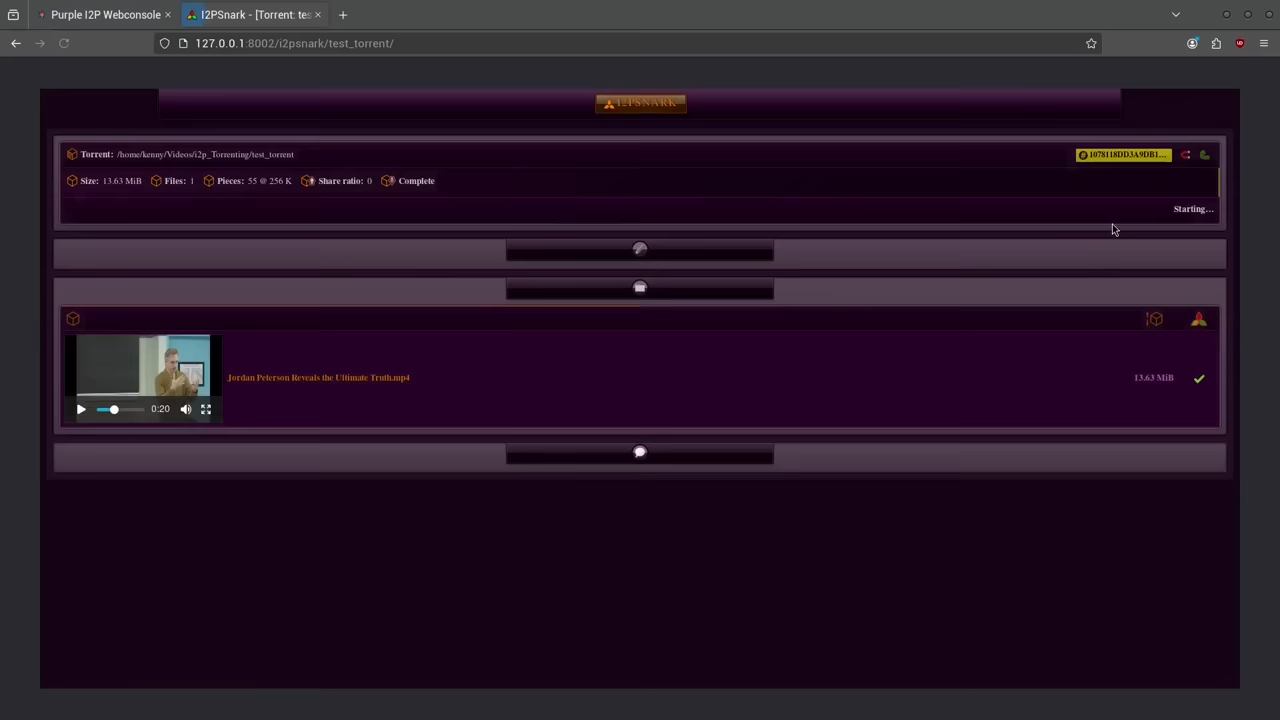 Purple I2P Webconsole
I2PSnark - [Torrent: tes
127.0.0.1:8002/i2psnark/test_torrent/
I2PSNARK
Torrent: /home/kenny/Videos/i2p_Torrenting/test_torrent
1078118DD3A9DB1...
Size: 13.63 MiB Files: 1 Pieces: 55 @ 256 K Share ratio: 0 Complete
Starting...
Jordan Peterson Reveals the Ultimate Truth.mp4
13.63 MiB
0:20